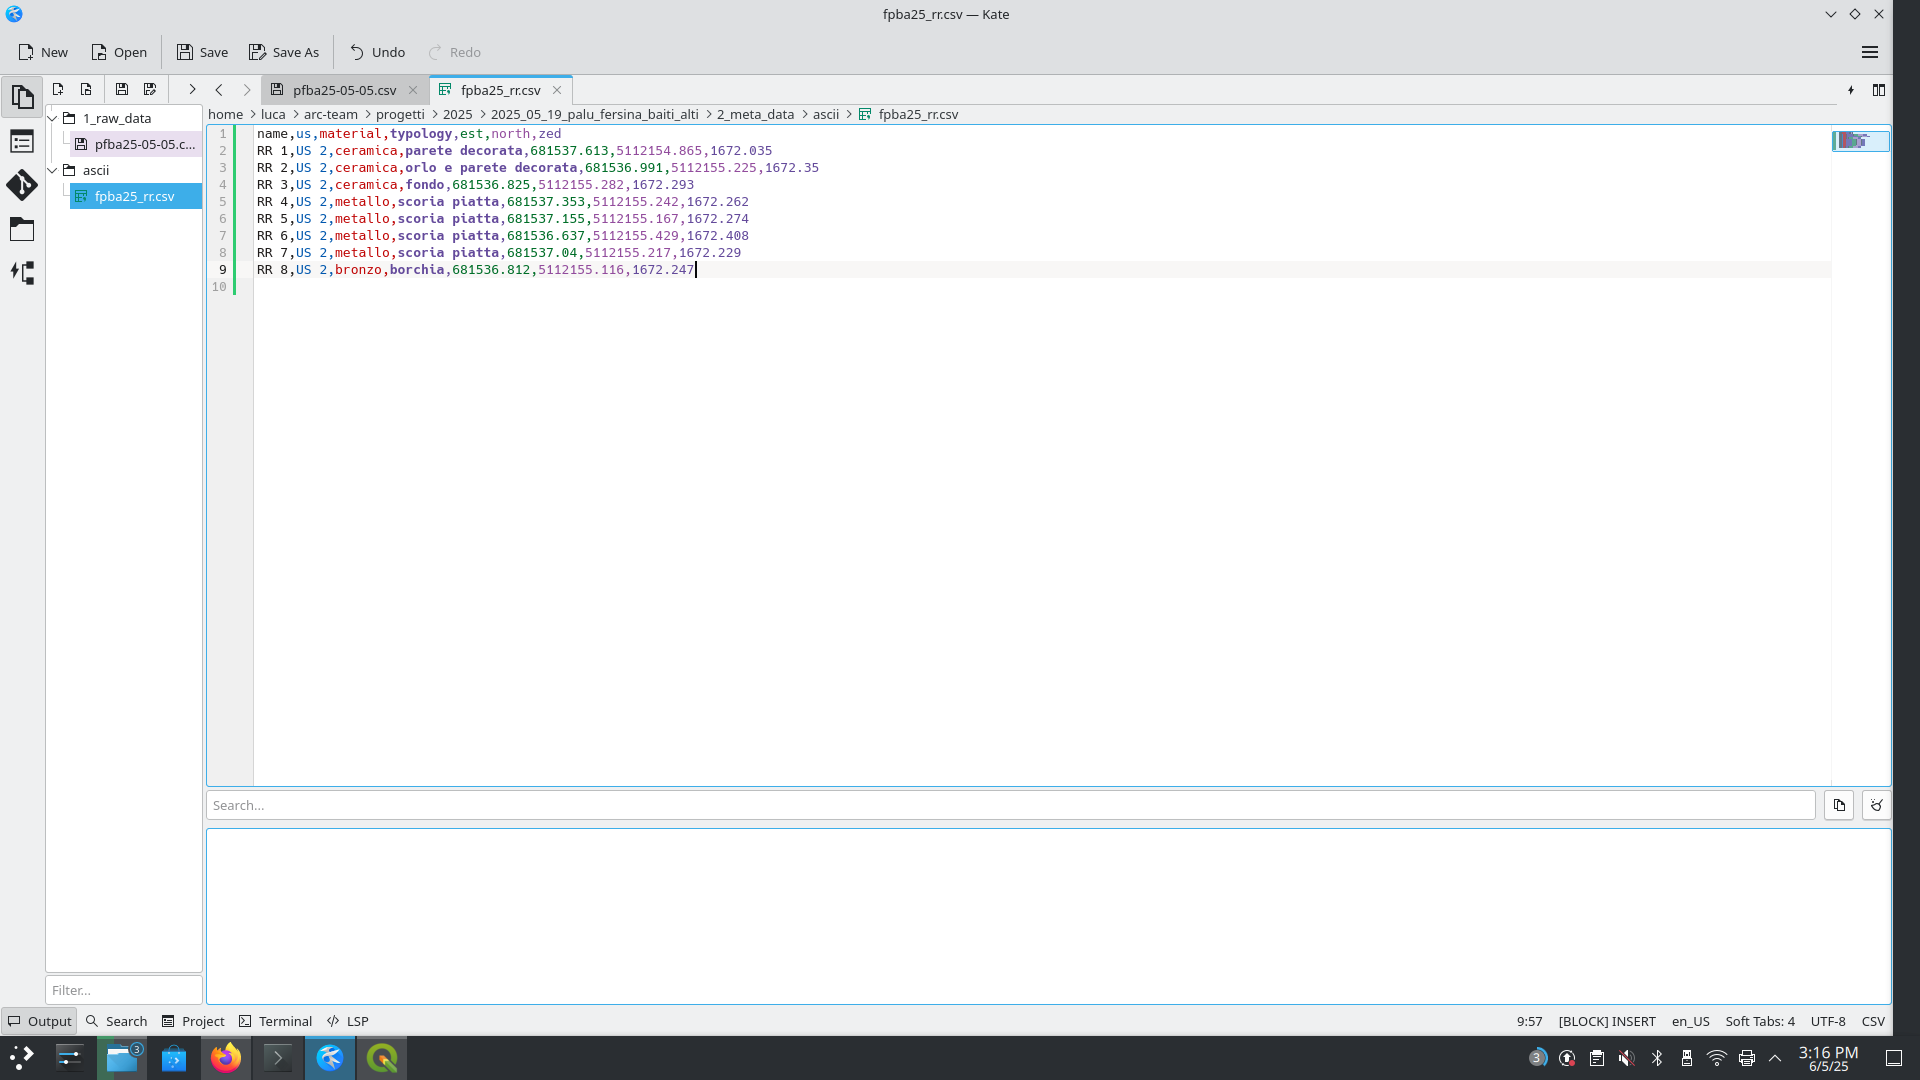 fpba25_rr.csv — Kate
New Open Save Save As Undo Redo
pfba25-05-05.csv fpba25_rr.csv
home luca arc-team progetti 2025 2025_05_19_palu_fersina_baiti_alti 2_meta_data ascii fpba25_rr.csv
1_raw_data
pfba25-05-05.c...
ascii
fpba25_rr.csv
1 name,us,material,typology,est,north,zed
2 RR 1,US 2,ceramica,parete decorata,681537.613,5112154.865,1672.035
3 RR 2,US 2,ceramica,orlo e parete decorata,681536.991,5112155.225,1672.35
4 RR 3,US 2,ceramica,fondo,681536.825,5112155.282,1672.293
5 RR 4,US 2,metallo,scoria piatta,681537.353,5112155.242,1672.262
6 RR 5,US 2,metallo,scoria piatta,681537.155,5112155.167,1672.274
7 RR 6,US 2,metallo,scoria piatta,681536.637,5112155.429,1672.408
8 RR 7,US 2,metallo,scoria piatta,681537.04,5112155.217,1672.229
9 RR 8,US 2,bronzo,borchia,681536.812,5112155.116,1672.247
10
Search...
Filter...
Output Search Project Terminal LSP 9:57 [BLOCK] INSERT en_US Soft Tabs: 4 UTF-8 CSV
3 3 3:16 PM
6/5/25